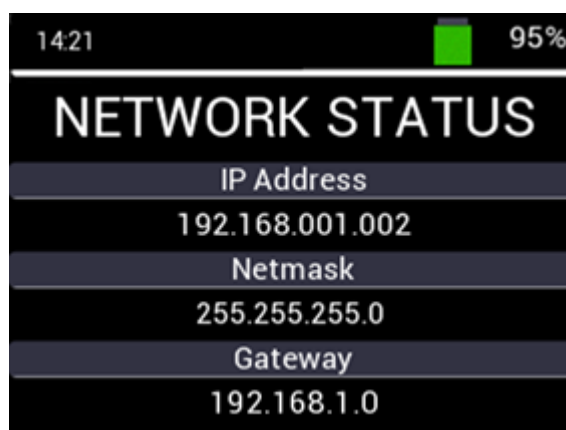 14:21 95%
NETWORK STATUS
IP Address
192.168.001.002
Netmask
255.255.255.0
Gateway
192.168.1.0